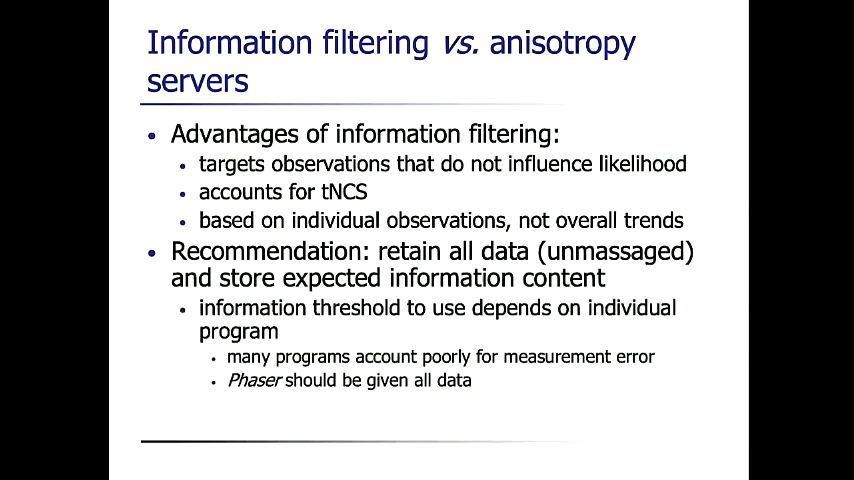 Information filtering vs. anisotropy
servers
• Advantages of information filtering:
• targets observations that do not influence likelihood
• accounts for tNCS
• based on individual observations, not overall trends
• Recommendation: retain all data (unmassaged)
and store expected information content
• information threshold to use depends on individual
program
• many programs account poorly for measurement error
• Phaser should be given all data